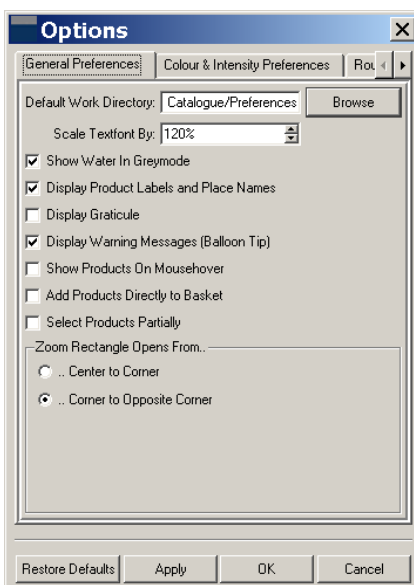 Options
General Preferences Colour & Intensity Preferences Rou
Default Work Directory: Catalogue/Preferences Browse
Scale Textfont By: 120%
Show Water In Greymode
Display Product Labels and Place Names
Display Graticule
Display Warning Messages (Balloon Tip)
Show Products On Mousehover
Add Products Directly to Basket
Select Products Partially
Zoom Rectangle Opens From..
.. Center to Corner
.. Corner to Opposite Corner
Restore Defaults Apply OK Cancel